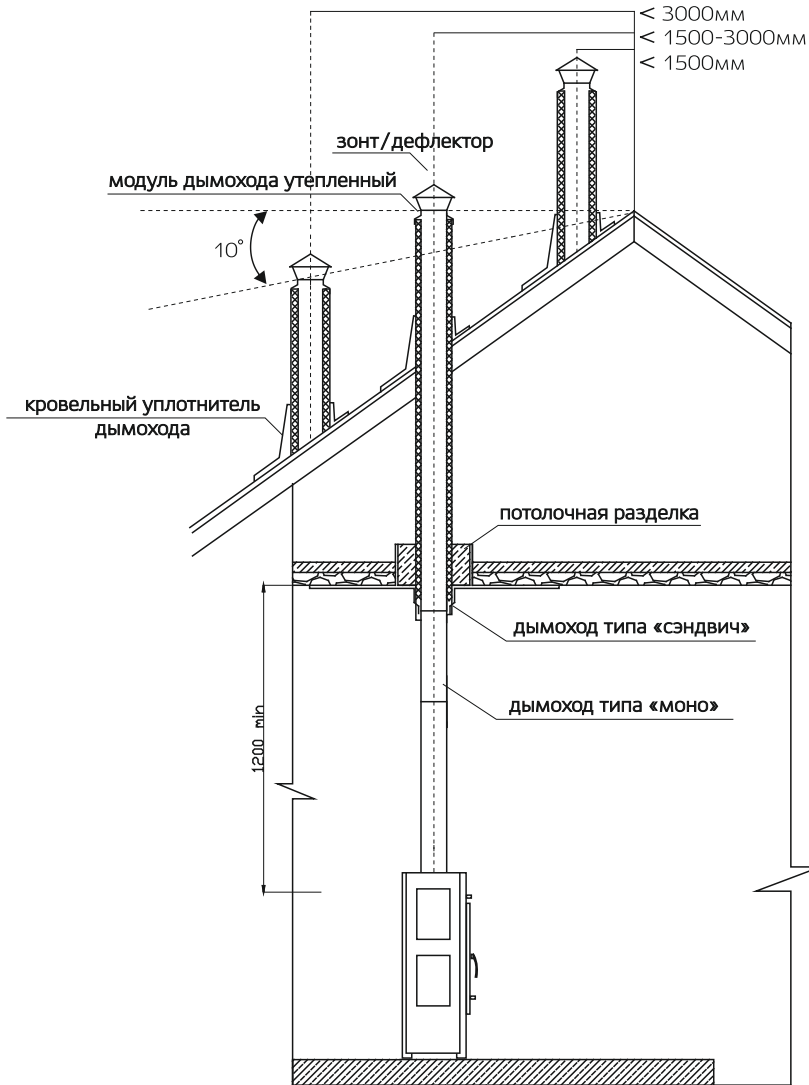 < 3000мм
< 1500-3000мм
< 1500мм
зонт/дефлектор
модуль дымохода утепленный
10°
кровельный уплотнитель
дымохода
потолочная разделка
дымоход типа «сэндвич»
дымоход типа «моно»
1200 min